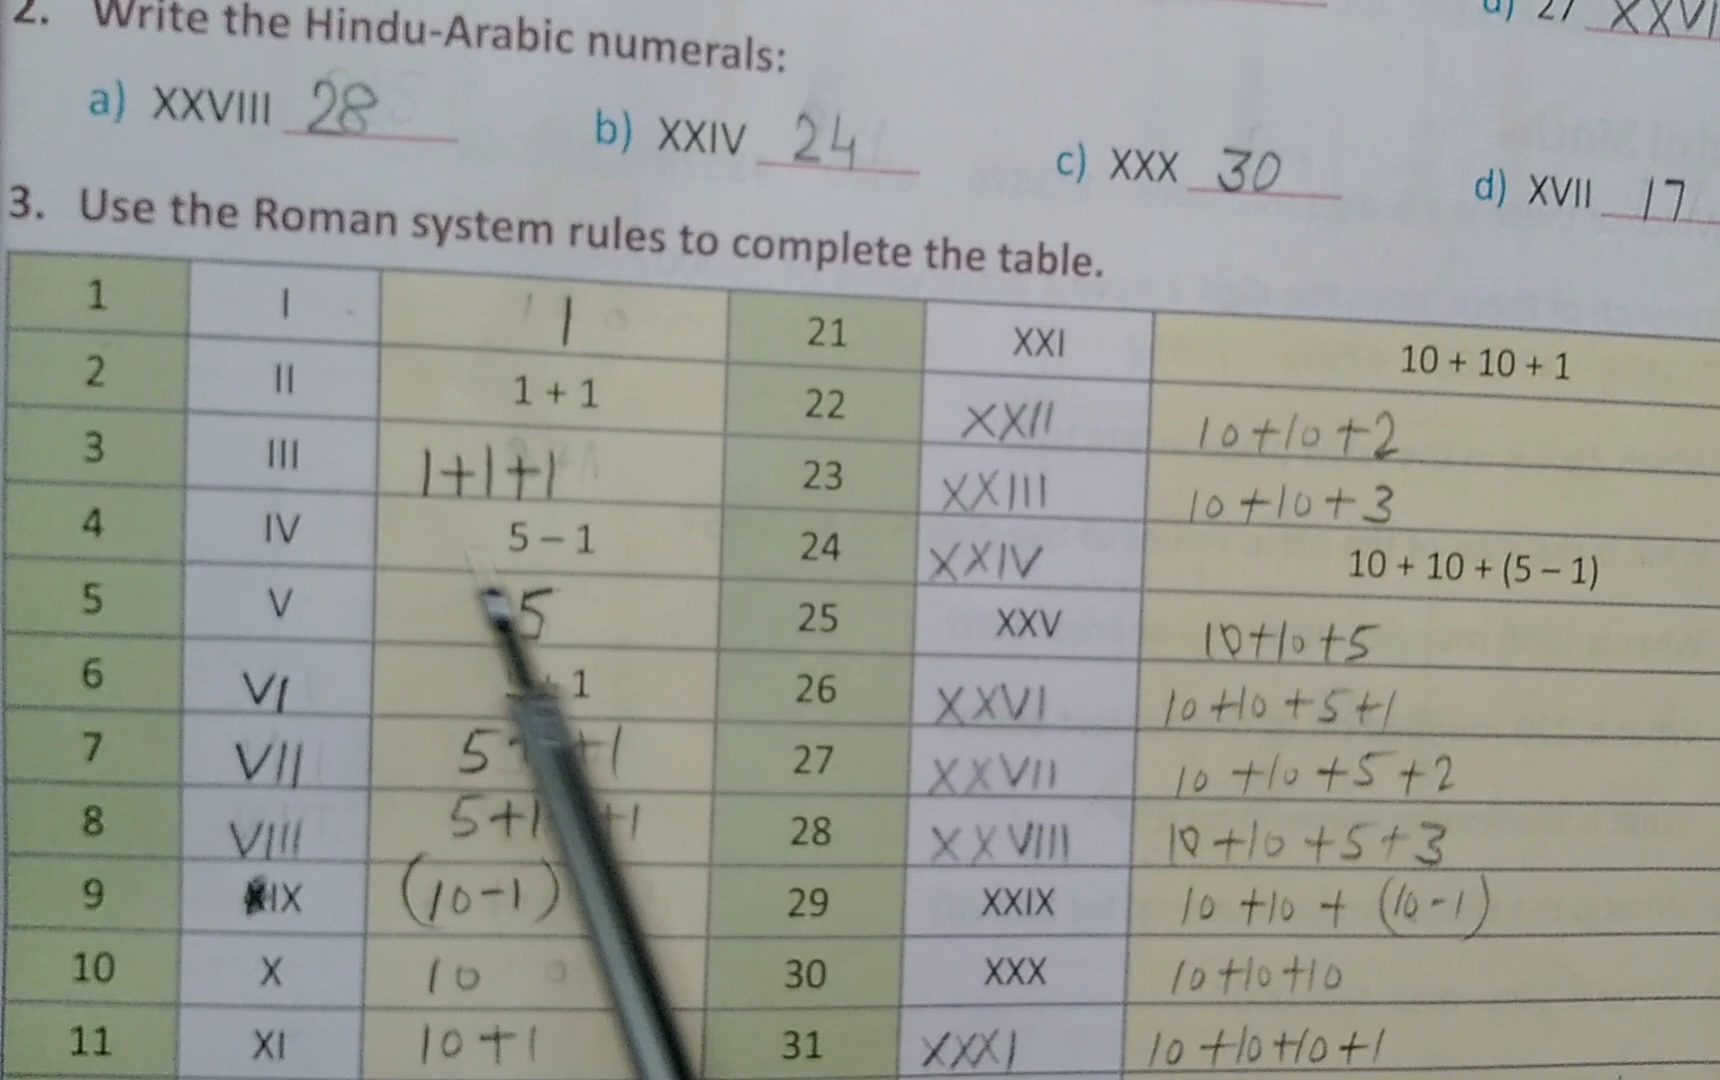 2. Write the Hindu-Arabic numerals:
27 XXVI
a) XXVIII 28 b) XXIV 24 c) XXX 30 d) XVII 17
3. Use the Roman system rules to complete the table.
1 I 1 21 XXI 10 + 10 + 1
2 II 1 + 1 22 XXII 10+10+2
3 III 1+1+1 23 XXIII 10+10+3
4 IV 5 - 1 24 XXIV 10 + 10 + (5 - 1)
5 V 5 25 XXV 10+10+5
6 VI 1 26 XXVI 10+10+5+1
7 VII 5 +1 27 XXVII 10+10+5+2
8 VIII 5+1 +1 28 XXVIII 10+10+5+3
9 IX (10-1) 29 XXIX 10+10+(10-1)
10 X 10 30 XXX 10+10+10
11 XI 10+1 31 XXXI 10+10+10+1